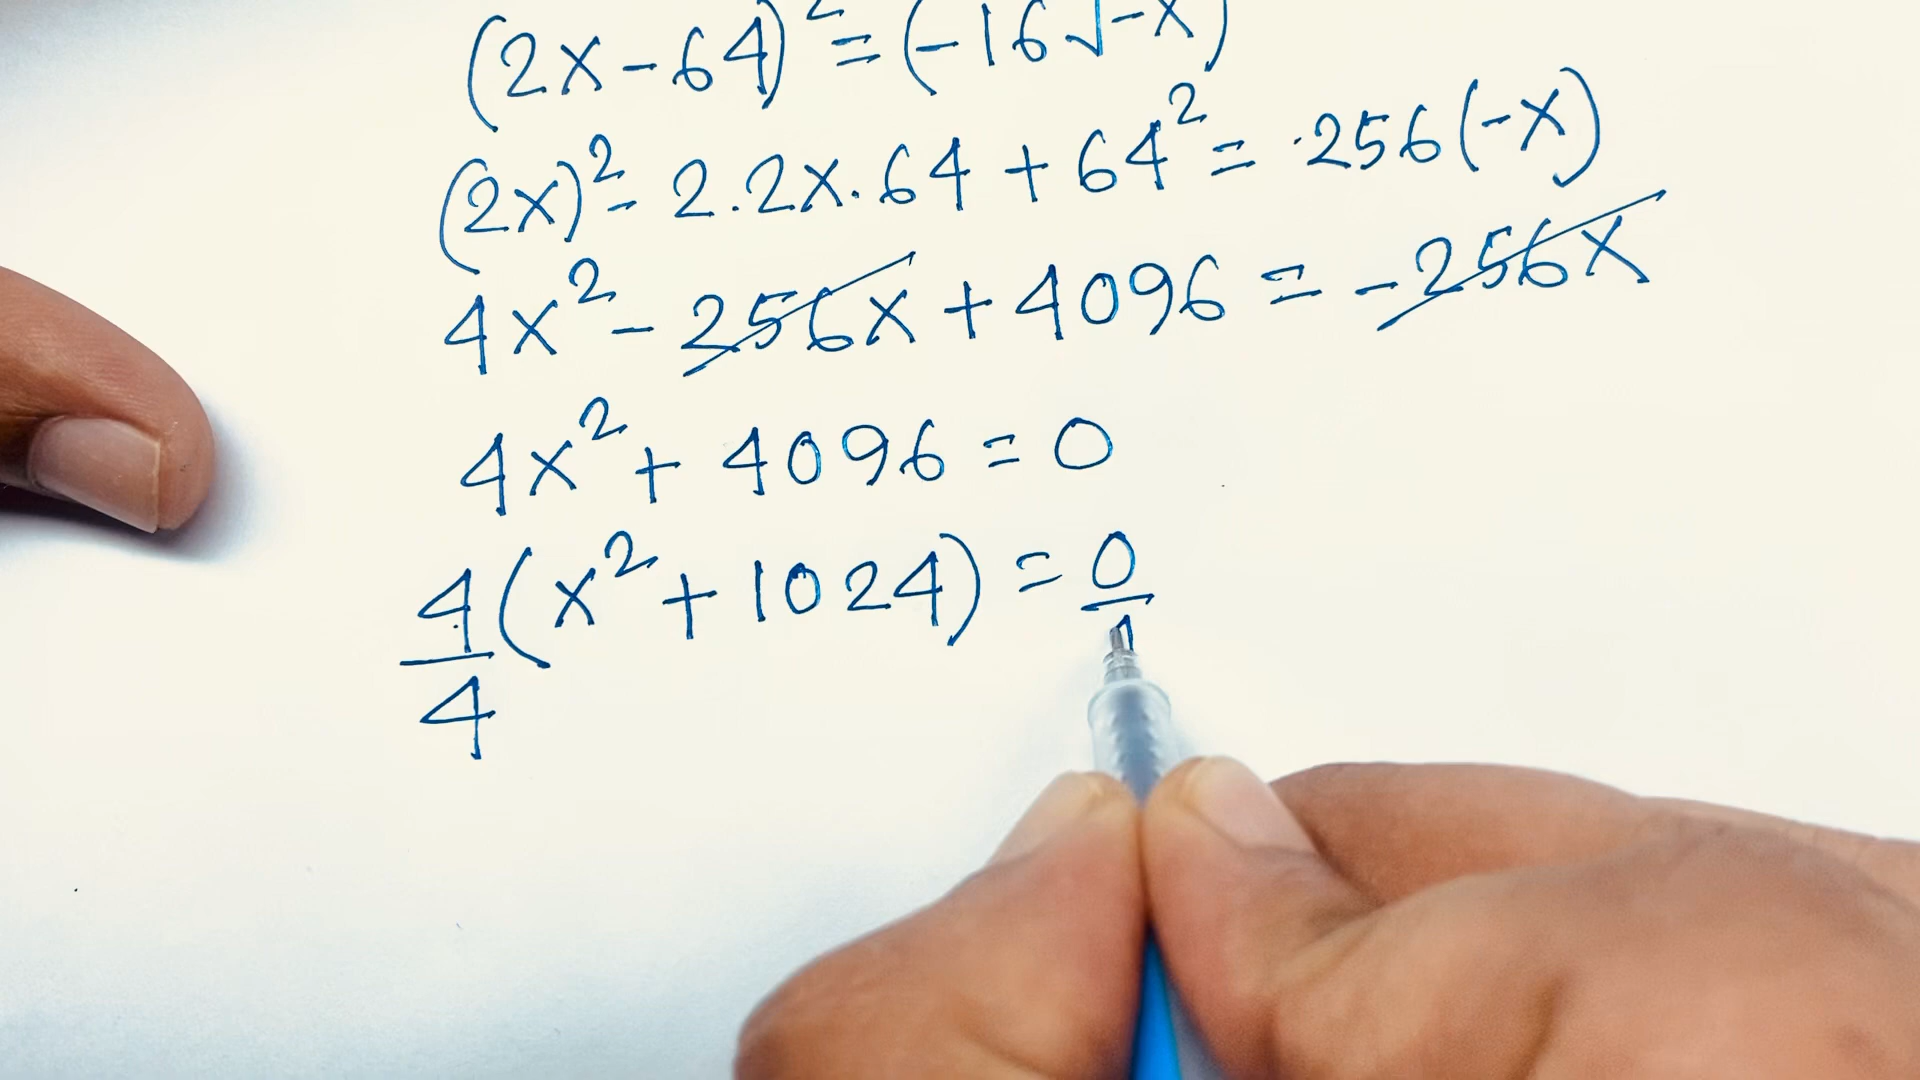 (2x-64)² = (-16√-x)
(2x)² - 2.2x.64 + 64² = 256(-x)
4x² - 256x + 4096 = -256x
4x² + 4096 = 0
4/4 (x² + 1024) = 0/4